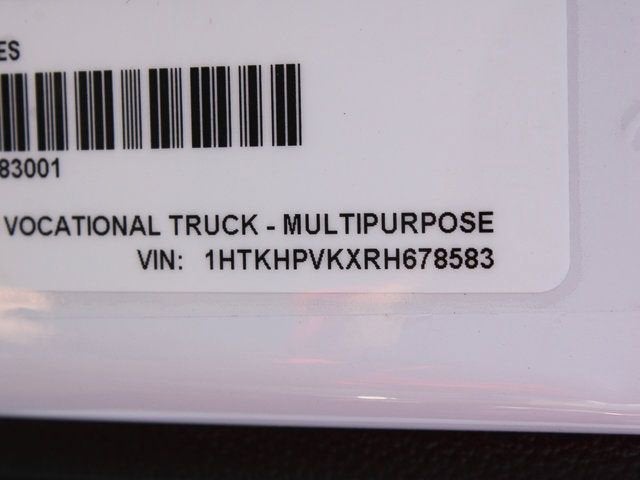 ES
83001
VOCATIONAL TRUCK - MULTIPURPOSE
VIN: 1HTKHPVKXRH678583